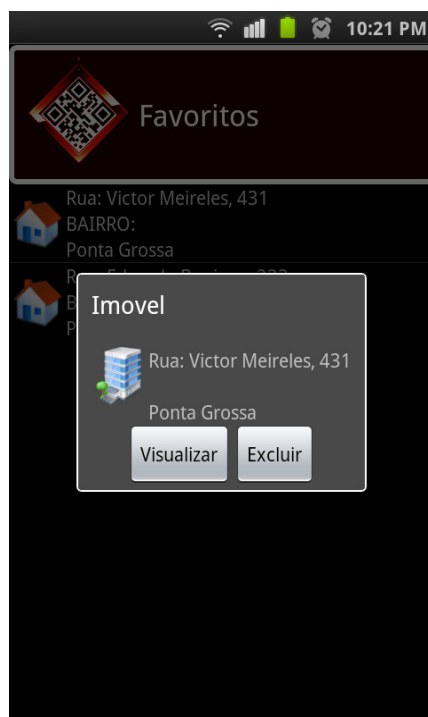 10:21 PM
Favoritos
Rua: Victor Meireles, 431
BAIRRO:
Ponta Grossa
Imovel
Rua: Victor Meireles, 431
Ponta Grossa
Visualizar
Excluir